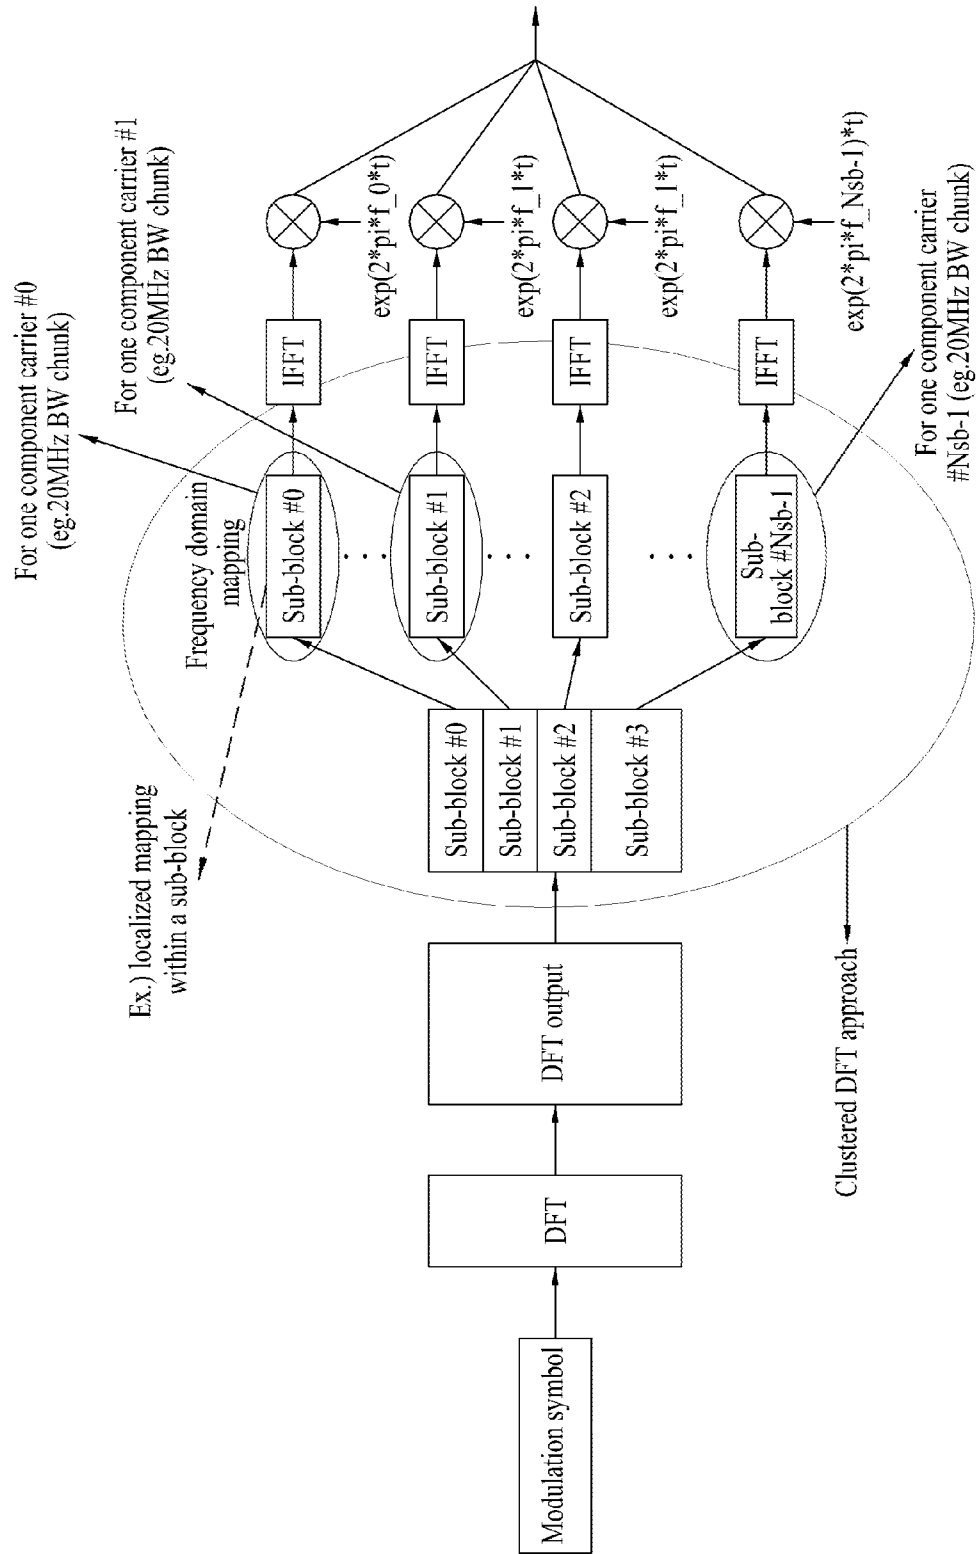 For one component carrier #0
(eg.20MHz BW chunk)
For one component carrier #1
(eg.20MHz BW chunk)
Ex.) localized mapping
within a sub-block
Frequency domain
mapping
Modulation symbol
DFT
DFT output
Sub-block #0
Sub-block #1
Sub-block #2
Sub-block #3
Sub-block #0
IFFT
exp(2*pi*f_0*t)
. . .
Sub-block #1
IFFT
exp(2*pi*f_1*t)
. . .
Sub-block #2
IFFT
exp(2*pi*f_1*t)
. . .
Sub-
block #Nsb-1
IFFT
exp(2*pi*f_Nsb-1)*t)
Clustered DFT approach
For one component carrier
#Nsb-1 (eg.20MHz BW chunk)